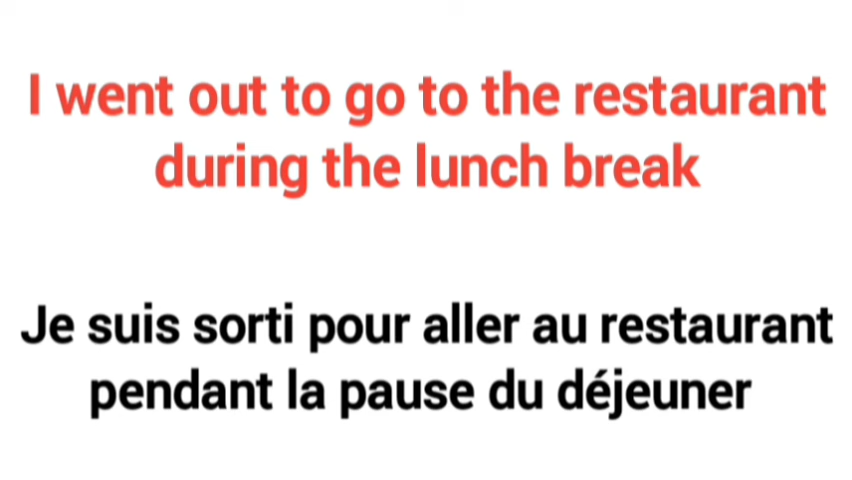 I went out to go to the restaurant
during the lunch break
Je suis sorti pour aller au restaurant
pendant la pause du déjeuner